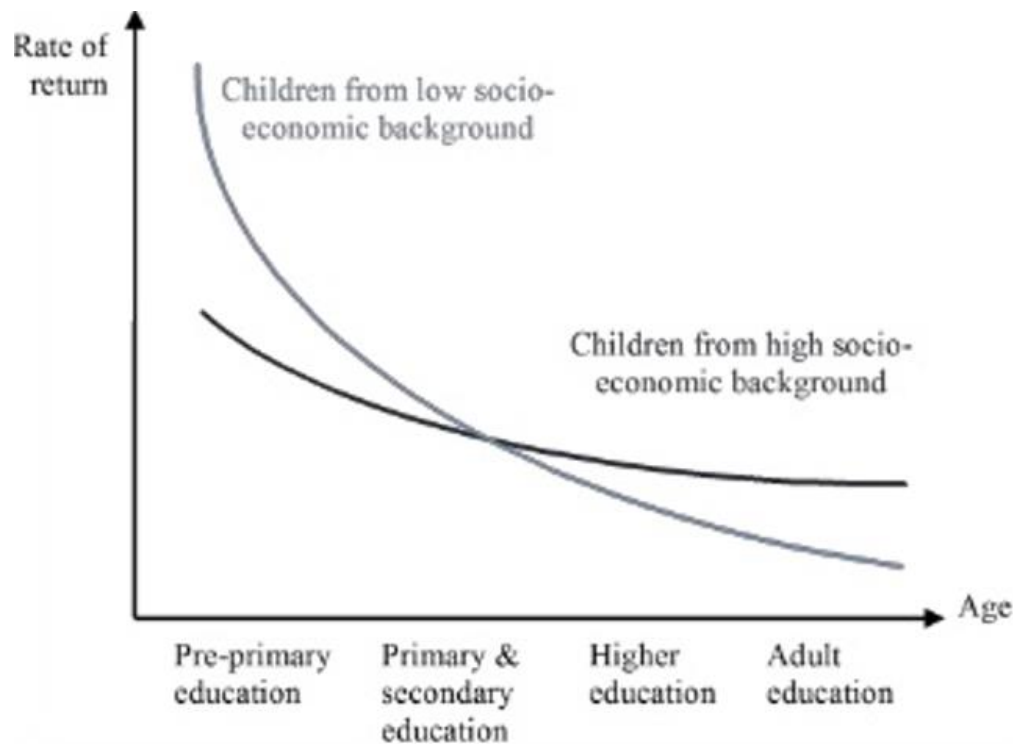 Rate of
return
Children from low socio-
economic background
Children from high socio-
economic background
Age
Pre-primary
education
Primary &
secondary
education
Higher
education
Adult
education